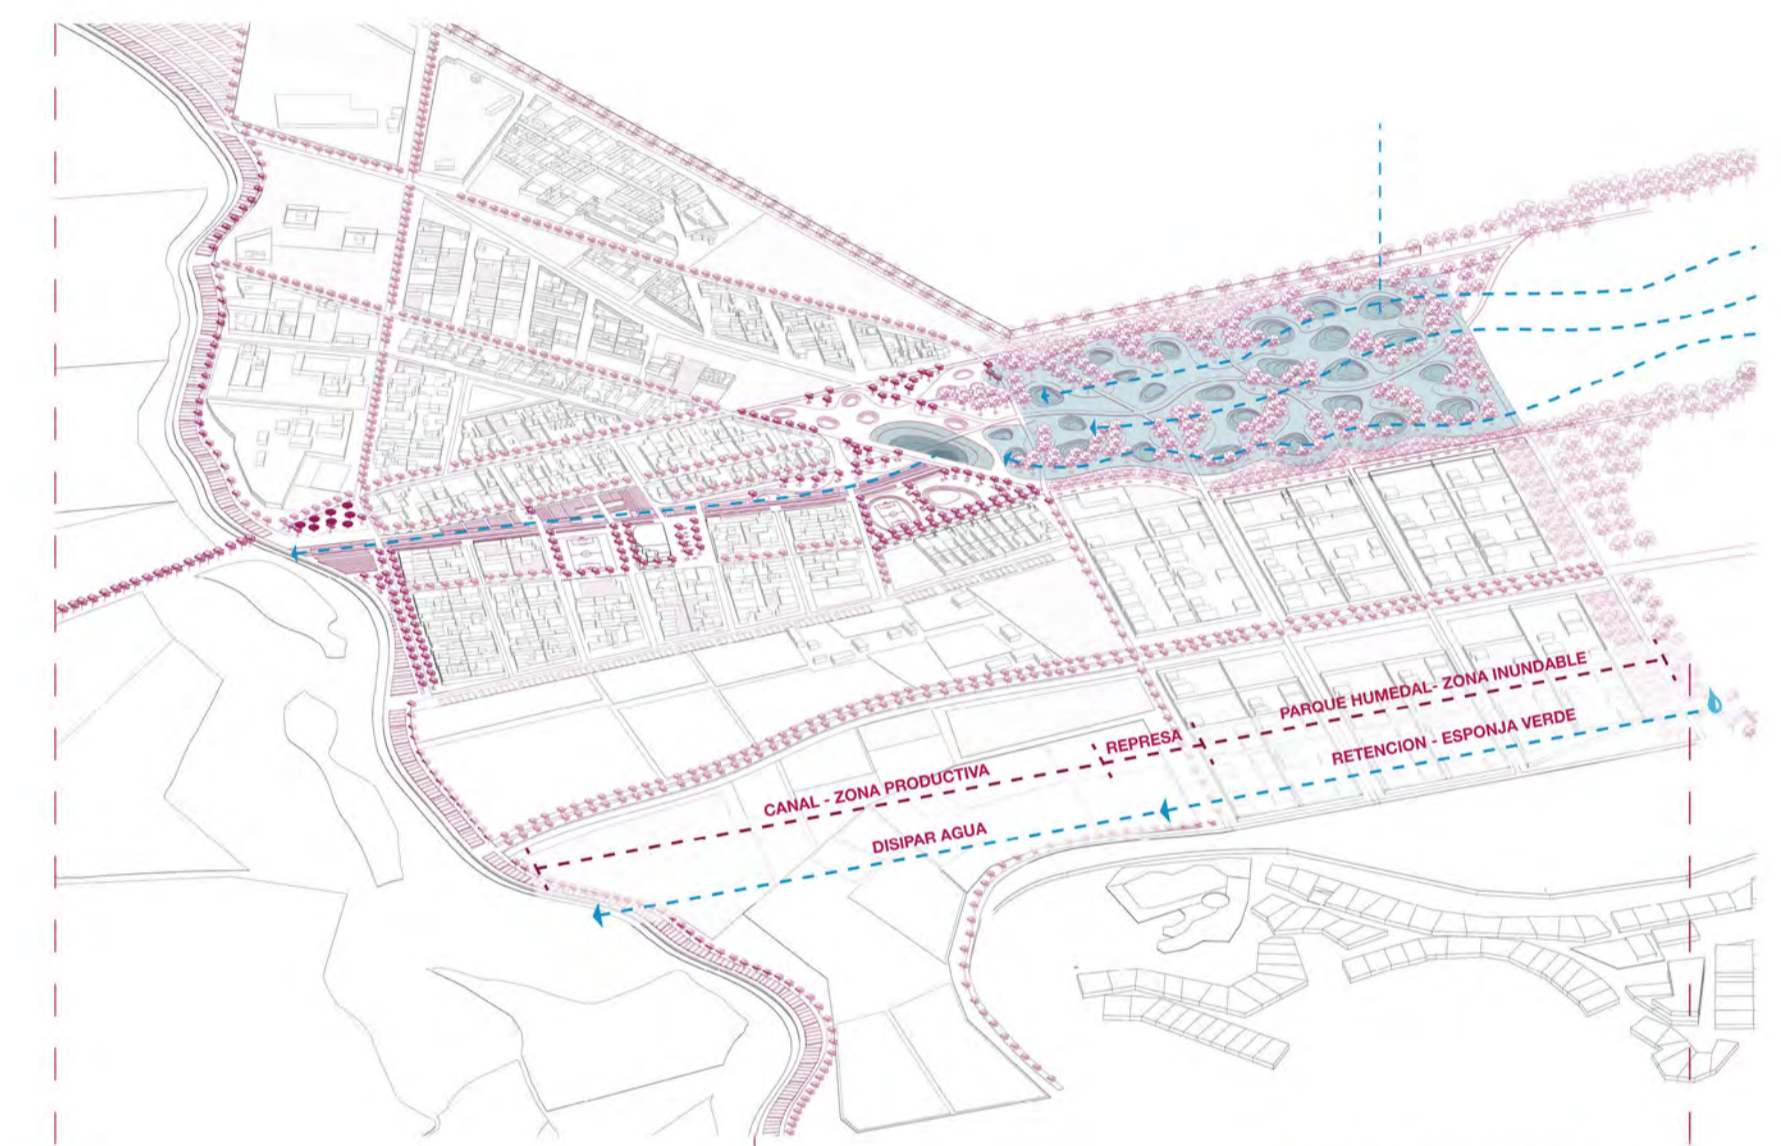 PARQUE HUMEDAL- ZONA INUNDABLE
RETENCION - ESPONJA VERDE
REPRESA
CANAL - ZONA PRODUCTIVA
DISIPAR AGUA